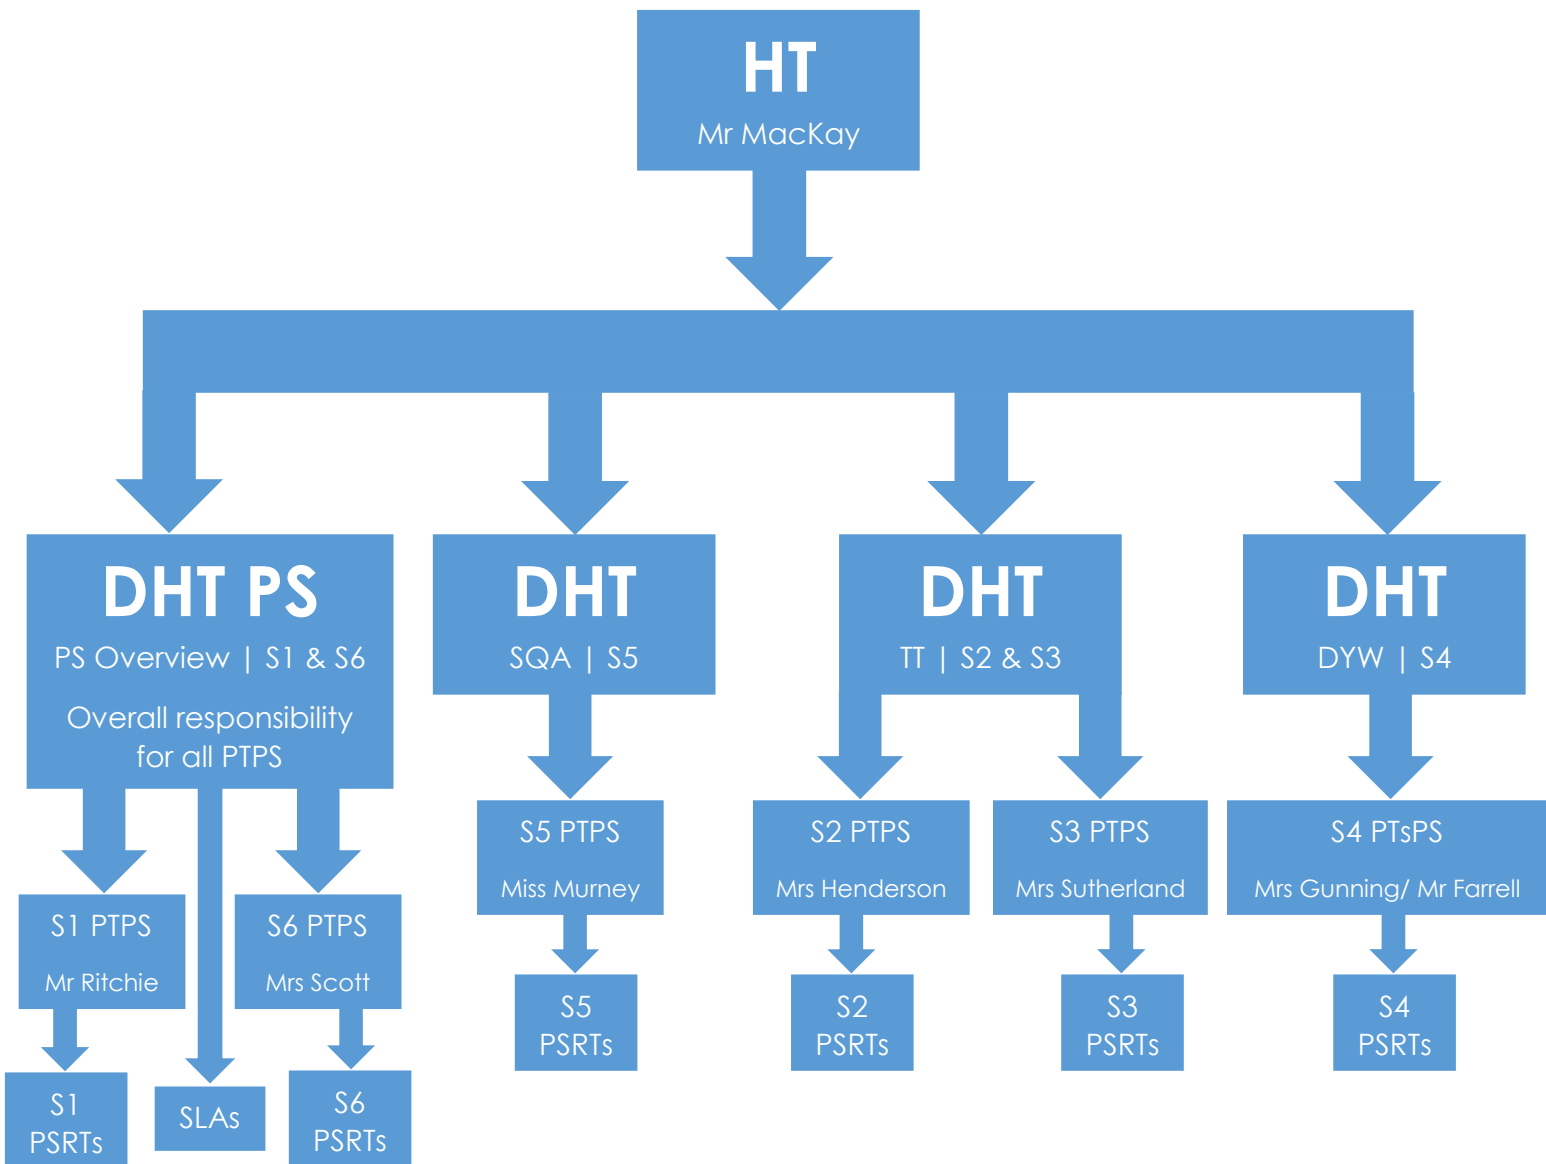 HT
Mr MacKay
DHT PS
PS Overview | S1 & S6
Overall responsibility
for all PTPS
DHT
SQA | S5
DHT
TT | S2 & S3
DHT
DYW | S4
S1 PTPS
Mr Ritchie
S6 PTPS
Mrs Scott
S5 PTPS
Miss Murney
S2 PTPS
Mrs Henderson
S3 PTPS
Mrs Sutherland
S4 PTsPS
Mrs Gunning/ Mr Farrell
S1
PSRTs
SLAs
S6
PSRTs
S5
PSRTs
S2
PSRTs
S3
PSRTs
S4
PSRTs